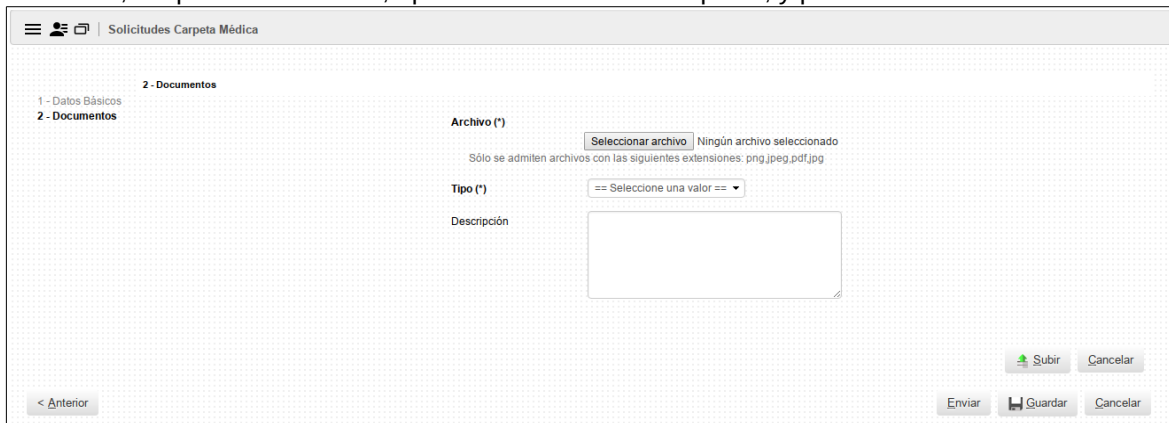 Solicitudes Carpeta Médica
2 - Documentos
1 - Datos Básicos
2 - Documentos
Archivo (*)
Seleccionar archivo Ningún archivo seleccionado
Sólo se admiten archivos con las siguientes extensiones: png,jpeg,pdf,jpg
Tipo (*) == Seleccione una valor ==
Descripción
Subir Cancelar
< Anterior Enviar Guardar Cancelar